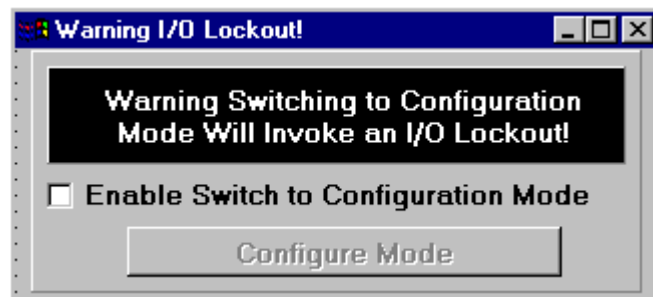 Warning I/O Lockout!
Warning Switching to Configuration
Mode Will Invoke an I/O Lockout!
Enable Switch to Configuration Mode
Configure Mode